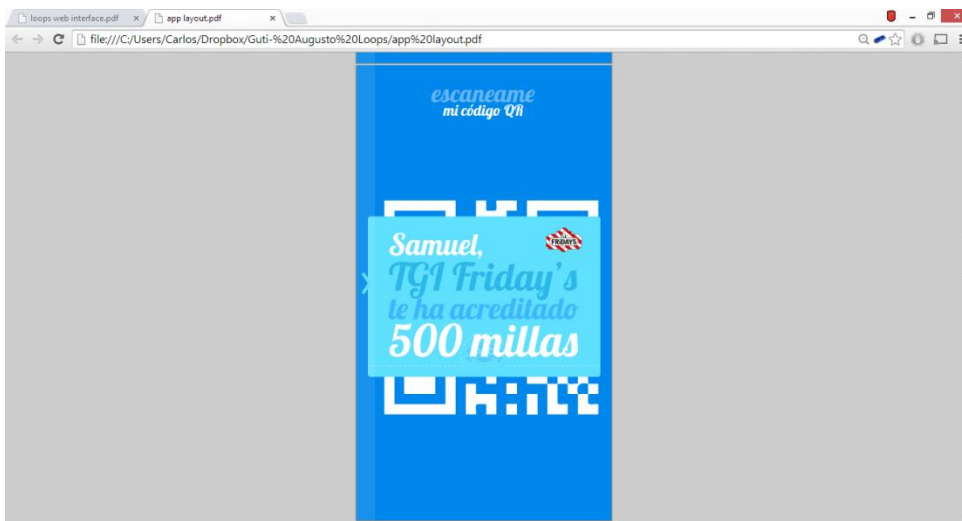 loops web interface.pdf
app layout.pdf
file:///C:/Users/Carlos/Dropbox/Guti-%20Augusto%20Loops/app%20layout.pdf
escaneame
mi código QR
Samuel,
FRIDAYS
TGI Friday's
te ha acreditado
500 millas